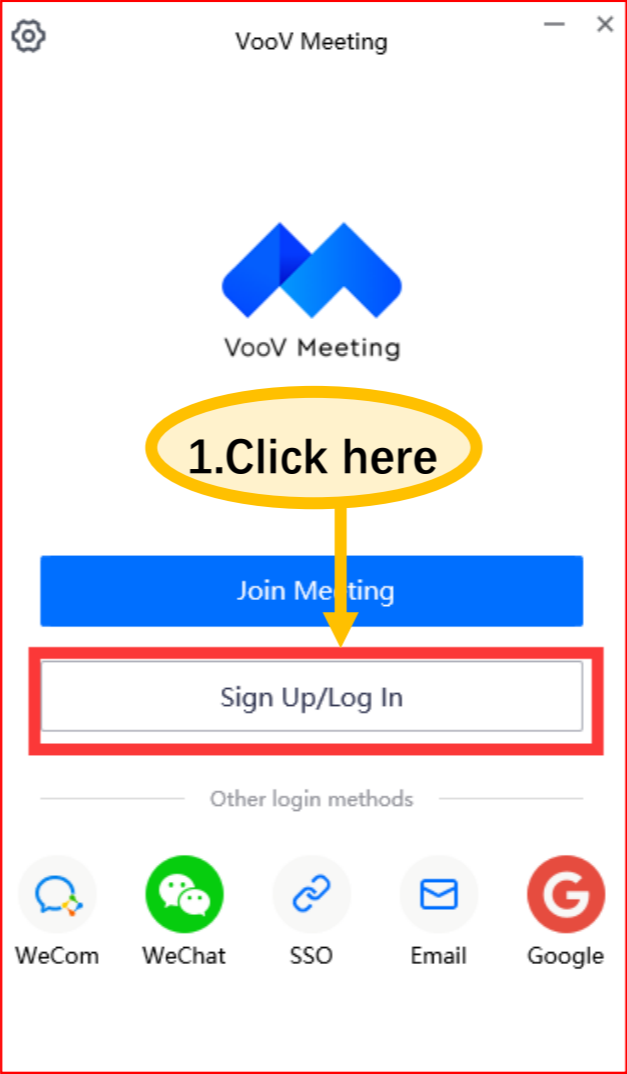 VooV Meeting
VooV Meeting
1.Click here
Join Meeting
Sign Up/Log In
Other login methods
WeCom
WeChat
SSO
Email
Google